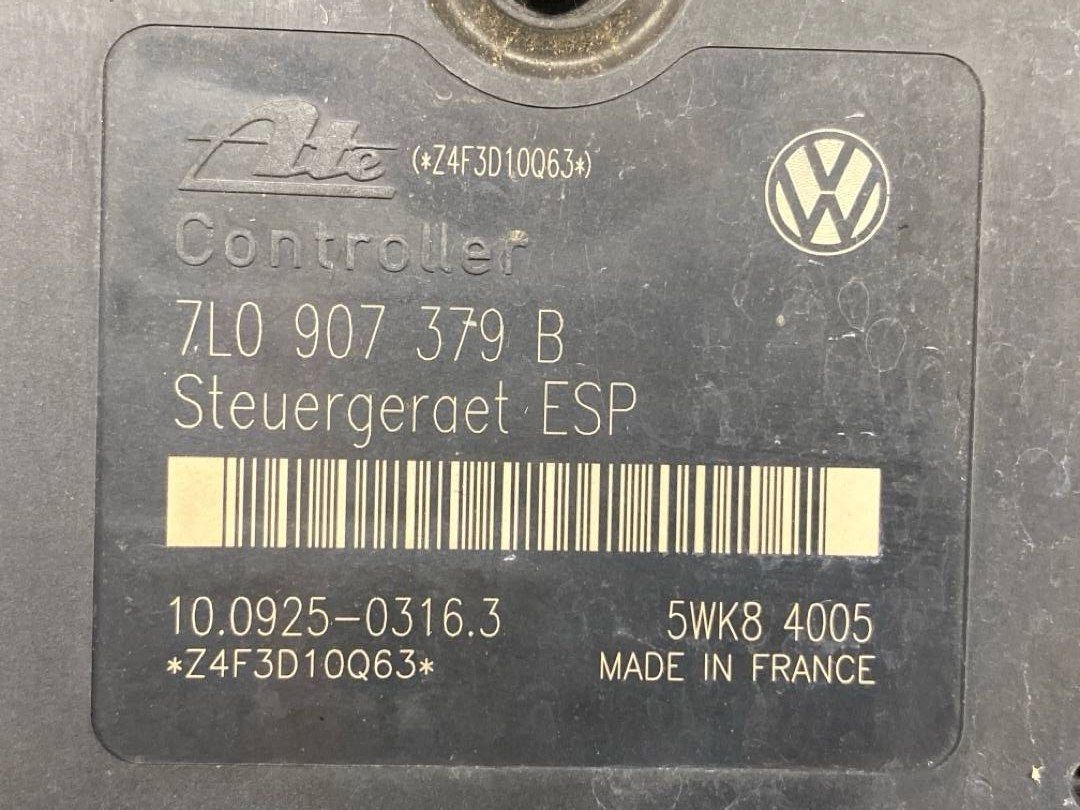 Ate (*Z4F3D10Q63*)
Controller
7L0 907 379 B
Steuergeraet ESP
10.0925-0316.3 5WK8 4005
*Z4F3D10Q63* MADE IN FRANCE